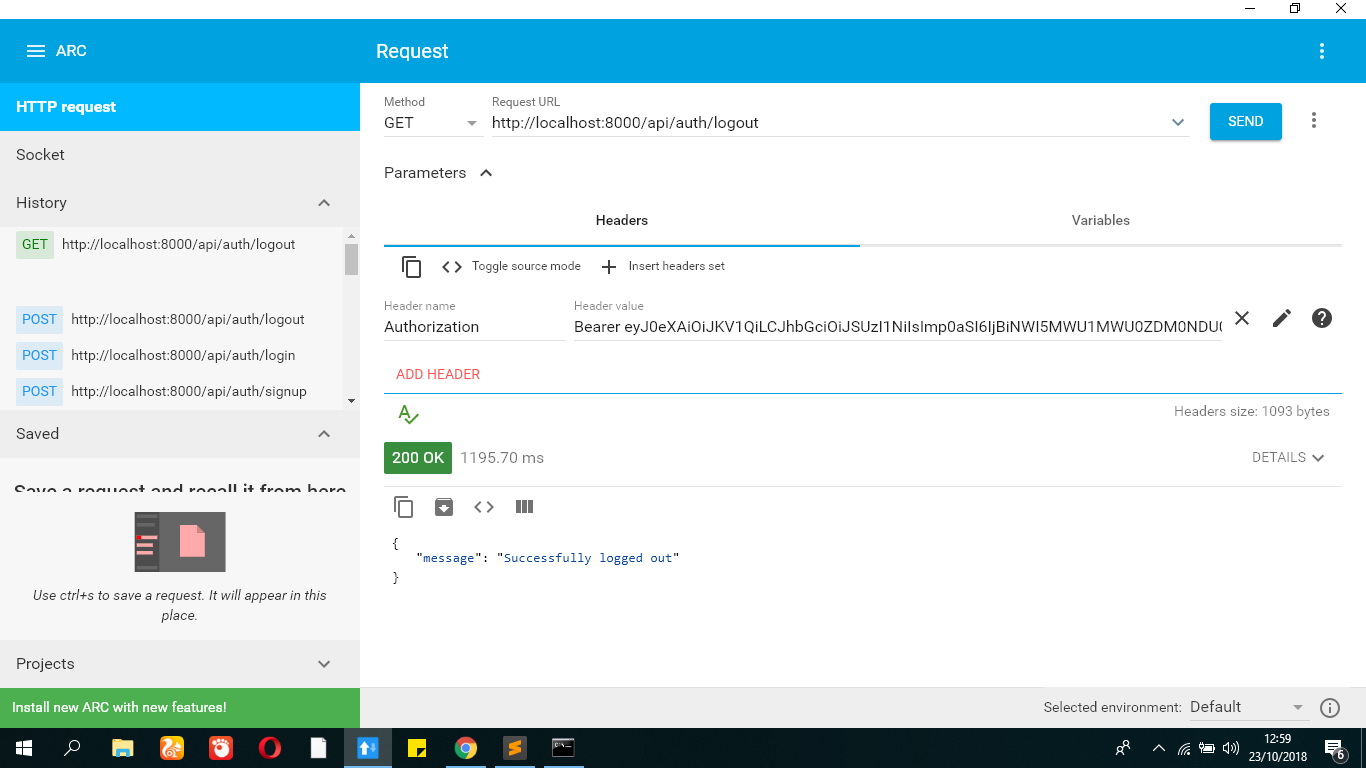 ARC
Request
HTTP request
Socket
History
GET http://localhost:8000/api/auth/logout
POST http://localhost:8000/api/auth/logout
POST http://localhost:8000/api/auth/login
POST http://localhost:8000/api/auth/signup
Saved
Save a request and recall it from here
Use ctrl+s to save a request. It will appear in this
place.
Projects
Install new ARC with new features!
Method
GET
Request URL
http://localhost:8000/api/auth/logout
SEND
Parameters
Headers
Variables
Toggle source mode
Insert headers set
Header name
Authorization
Header value
Bearer eyJ0eXAiOiJKV1QiLCJhbGciOiJSUzI1NiIsImp0aSI6IjBiNWI5MWU1MWU0ZDM0NDU
ADD HEADER
Headers size: 1093 bytes
200 OK 1195.70 ms
DETAILS
{
"message": "Successfully logged out"
}
Selected environment: Default
12:59
23/10/2018
6